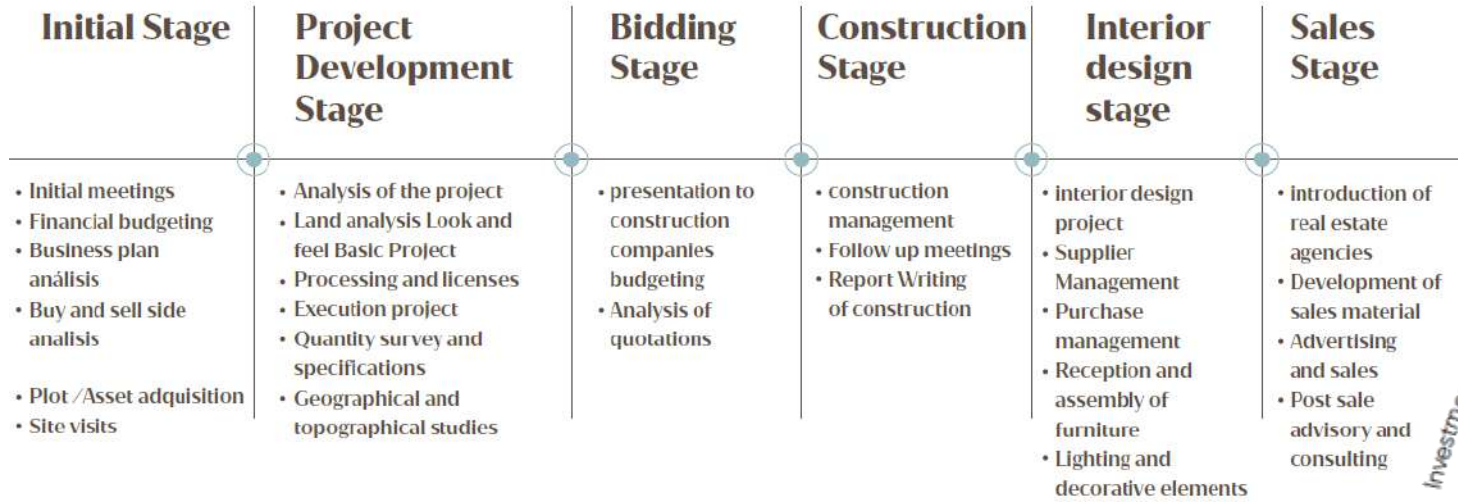 Initial Stage
Project
Development
Stage
Bidding
Stage
Construction
Stage
Interior
design
stage
Sales
Stage
• Initial meetings
• Financial budgeting
• Business plan
análisis
• Buy and sell side
analisis
• Plot /Asset adquisition
• Site visits
• Analysis of the project
• Land analysis Look and
feel Basic Project
• Processing and licenses
• Execution project
• Quantity survey and
specifications
• Geographical and
topographical studies
• presentation to
construction
companies
budgeting
• Analysis of
quotations
• construction
management
• Follow up meetings
• Report Writing
of construction
• interior design
project
• Supplier
Management
• Purchase
management
• Reception and
assembly of
furniture
• Lighting and
decorative elements
• introduction of
real estate
agencies
• Development of
sales material
• Advertising
and sales
• Post sale
advisory and
consulting